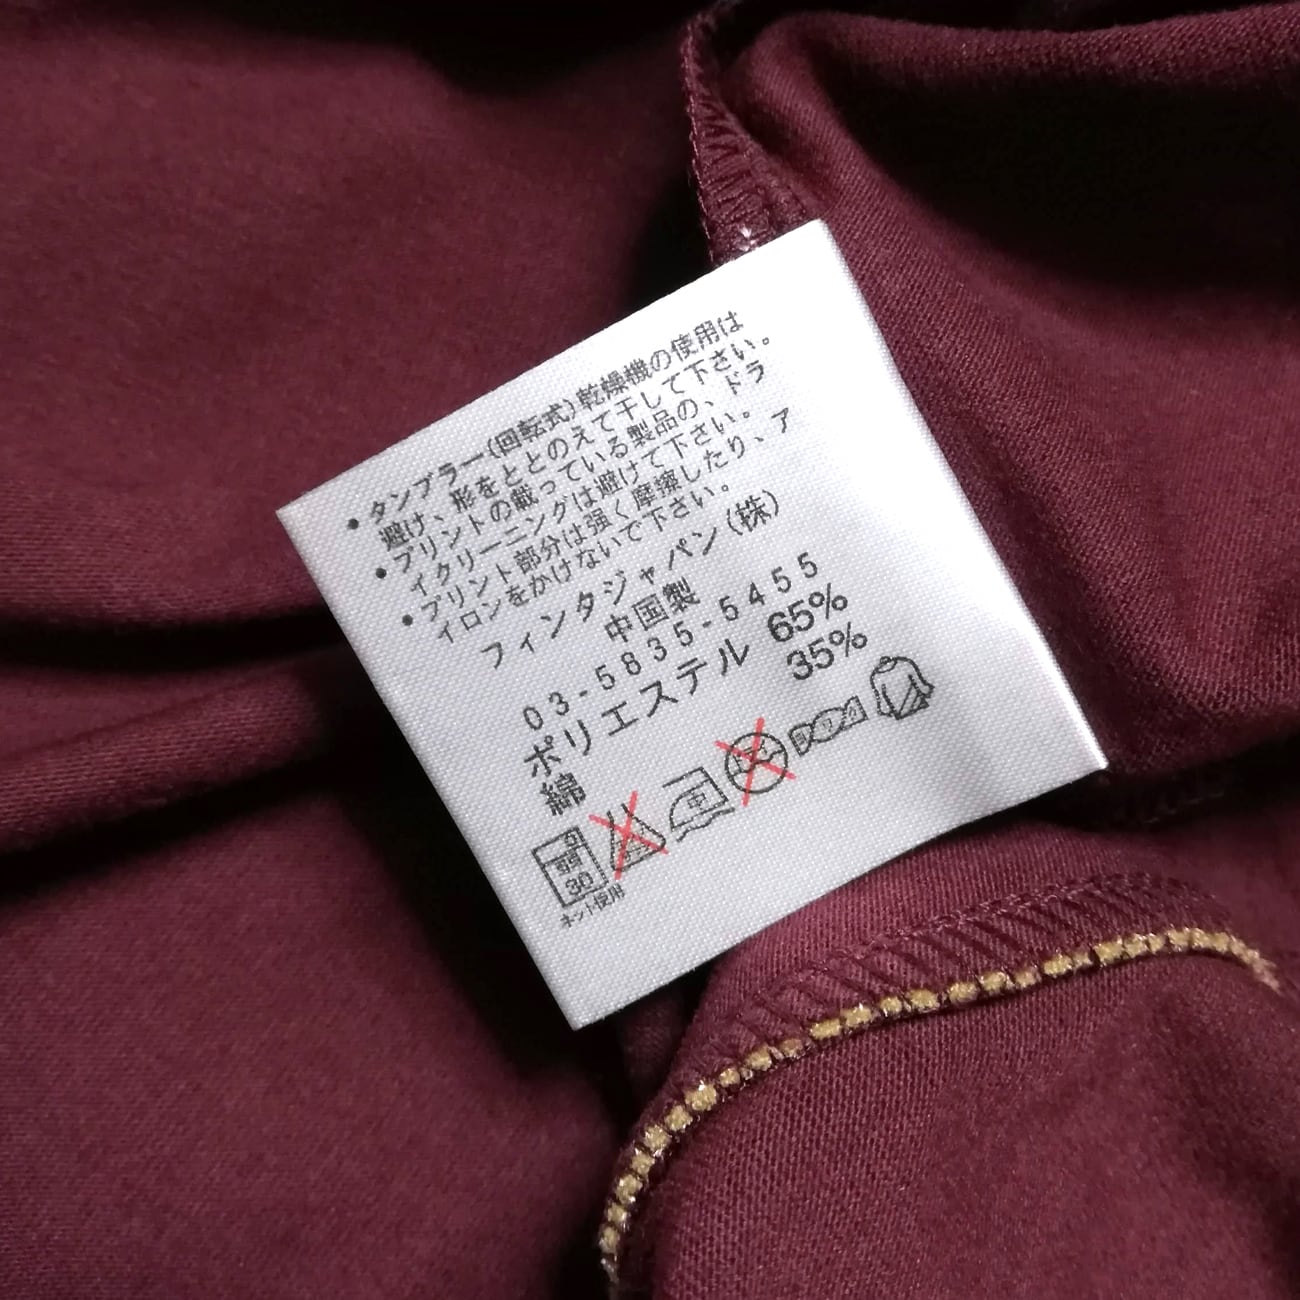 ・タンブラー(回転式)乾燥機の使用は
避け、形をととのえて干して下さい。
・プリントの載っている製品の、ドラ
イクリーニングは避けて下さい。
・プリント部分は強く摩擦したり、ア
イロンをかけないで下さい。
フィンタジャパン(株)
中国製
03-5835-5455
ポリエステル 65%
綿 35%
30 中
ネット使用